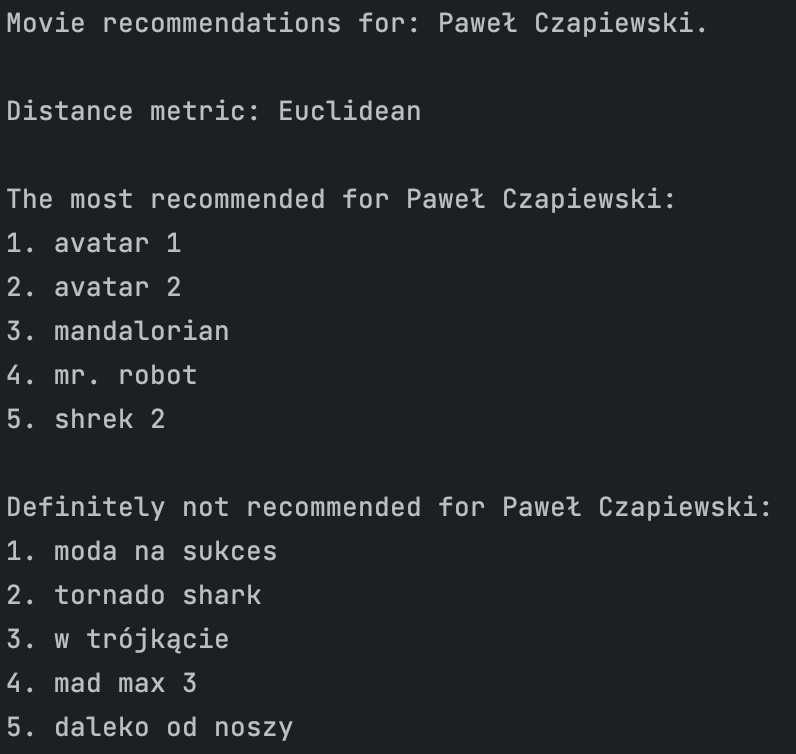 Movie recommendations for: Paweł Czapiewski.
Distance metric: Euclidean
The most recommended for Paweł Czapiewski:
1. avatar 1
2. avatar 2
3. mandalorian
4. mr. robot
5. shrek 2
Definitely not recommended for Paweł Czapiewski:
1. moda na sukces
2. tornado shark
3. w trójkącie
4. mad max 3
5. daleko od noszy